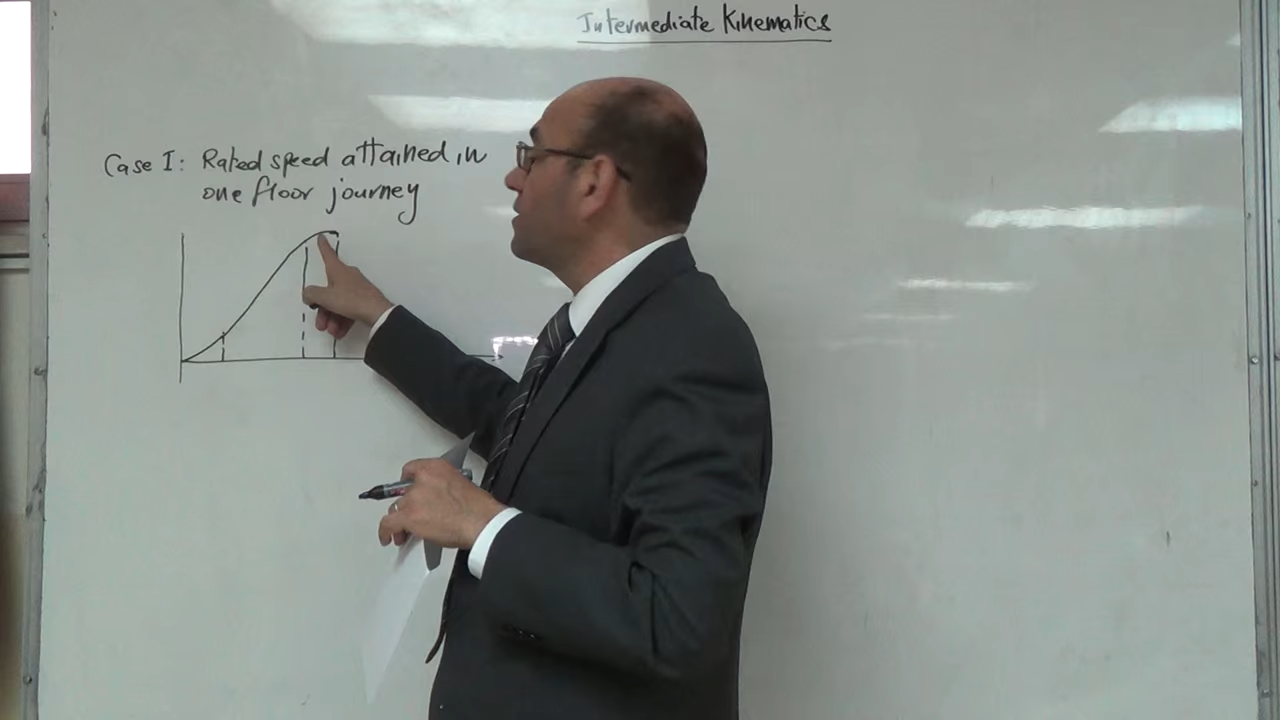 Intermediate Kinematics
Case I: Rated speed attained in
one floor journey